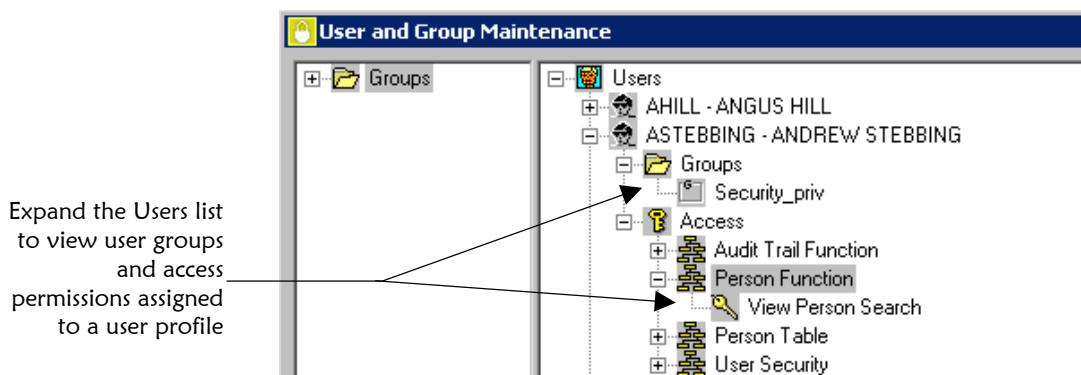 User and Group Maintenance
Groups
Users
AHILL - ANGUS HILL
ASTEBBING - ANDREW STEBBING
Groups
Security_priv
Access
Audit Trail Function
Person Function
View Person Search
Person Table
User Security
Expand the Users list
to view user groups
and access
permissions assigned
to a user profile